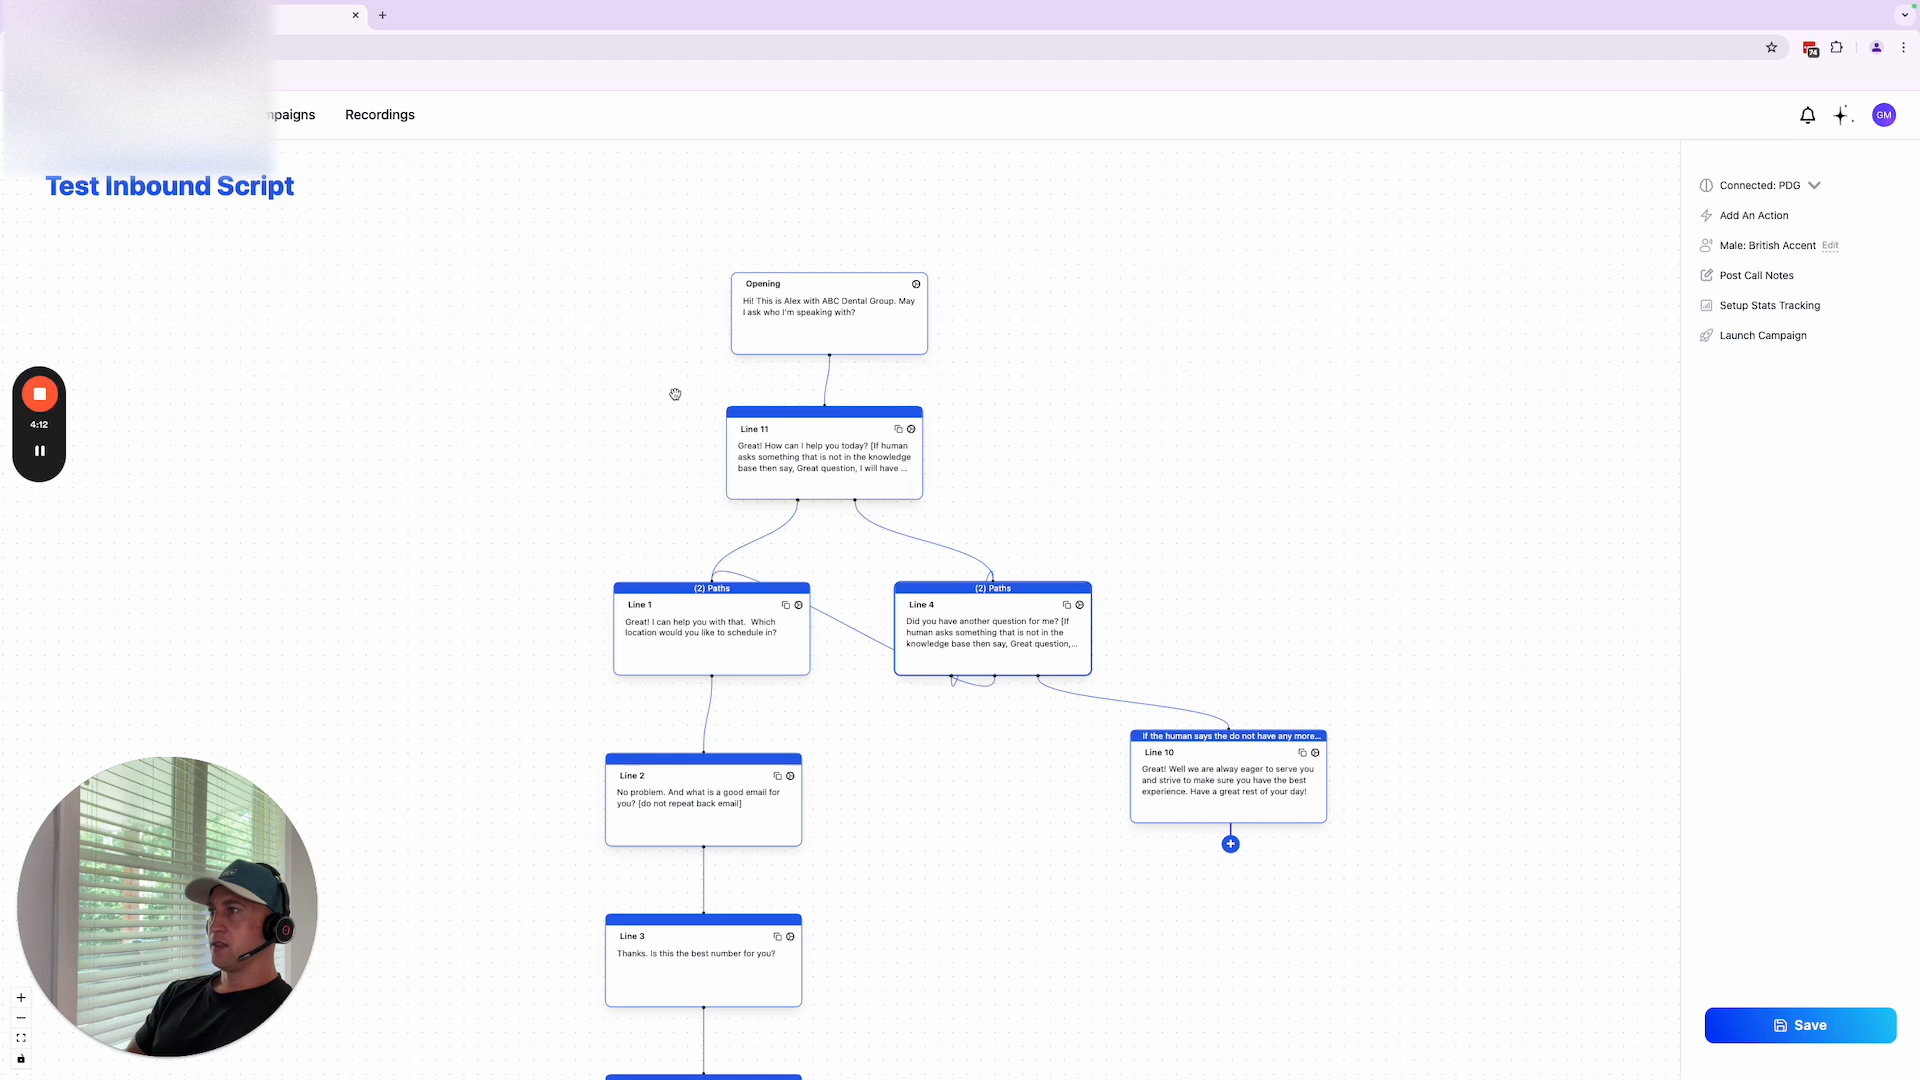 74
mpaigns
Recordings
GM
Test Inbound Script
Connected: PDG
Add An Action
Male: British Accent Edit
Post Call Notes
Setup Stats Tracking
Launch Campaign
Opening
Hi! This is Alex with ABC Dental Group. May
I ask who I'm speaking with?
4:12
Line 11
Great! How can I help you today? [If human
asks something that is not in the knowledge
base then say, Great question, I will have ...
(2) Paths
Line 1
Great! I can help you with that. Which
location would you like to schedule in?
(2) Paths
Line 4
Did you have another question for me? [If
human asks something that is not in the
knowledge base then say, Great question,...
If the human says the do not have any more...
Line 10
Great! Well we are alway eager to serve you
and strive to make sure you have the best
experience. Have a great rest of your day!
Line 2
No problem. And what is a good email for
you? [do not repeat back email]
Line 3
Thanks. Is this the best number for you?
Save